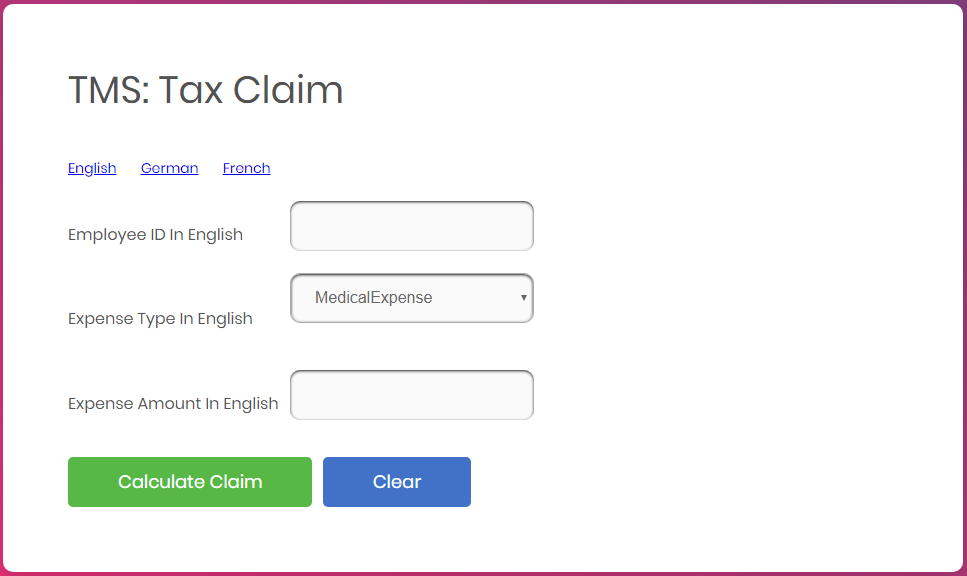 TMS: Tax Claim
English German French
Employee ID In English
MedicalExpense
Expense Type In English
Expense Amount In English
Calculate Claim Clear